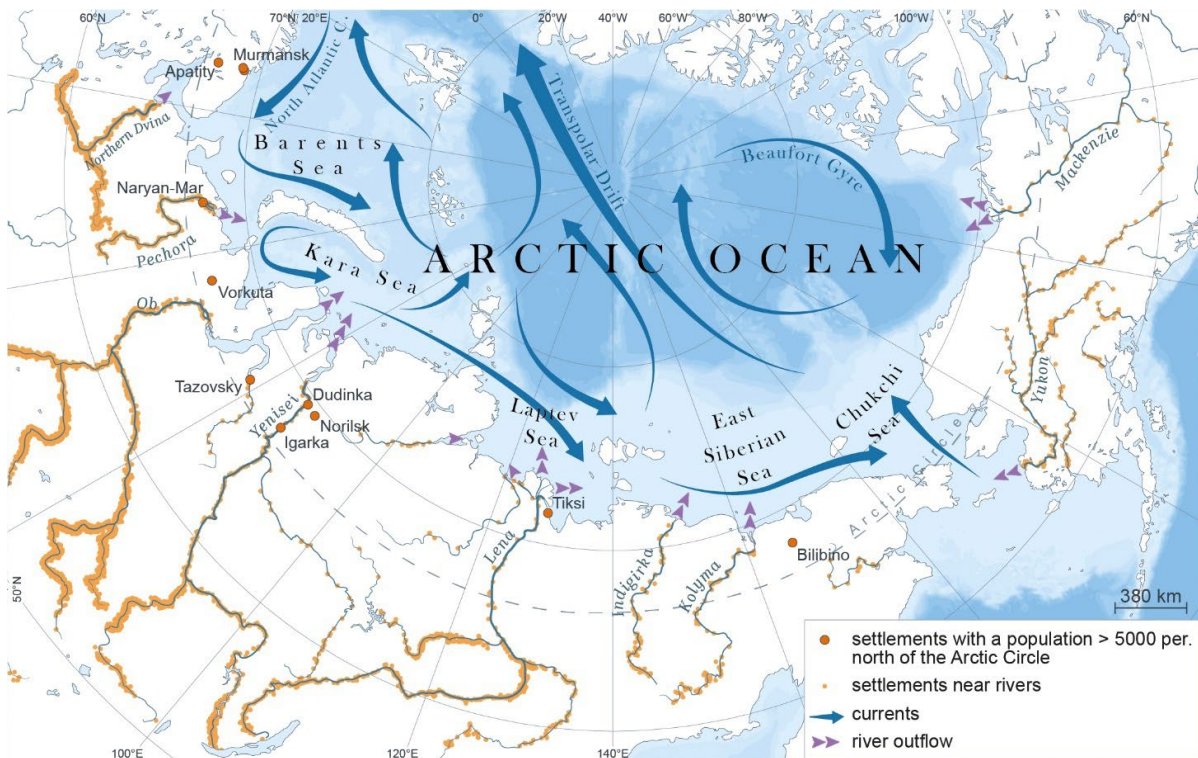 60°N
70°N 20°E
0°
20°W
40°W
60°W 80°W
100°W
60°N
Murmansk
Apatity
North Atlantic C.
Northern Dvina
Barents
Sea
Transpolar Drift
Beaufort Gyre
Mackenzie
Naryan-Mar
Pechora
Kara Sea
ARCTIC OCEAN
Vorkuta
Ob
Yukon
Tazovsky
Dudinka
Norilsk
Yenisei
Igarka
Laptev
Sea
East
Siberian
Sea
Chukchi
Sea
Arctic Circle
Tiksi
Lena
Indigirka
Kolyma
Bilibino
50°N
380 km
settlements with a population > 5000 per.
north of the Arctic Circle
settlements near rivers
currents
river outflow
100°E
120°E
140°E